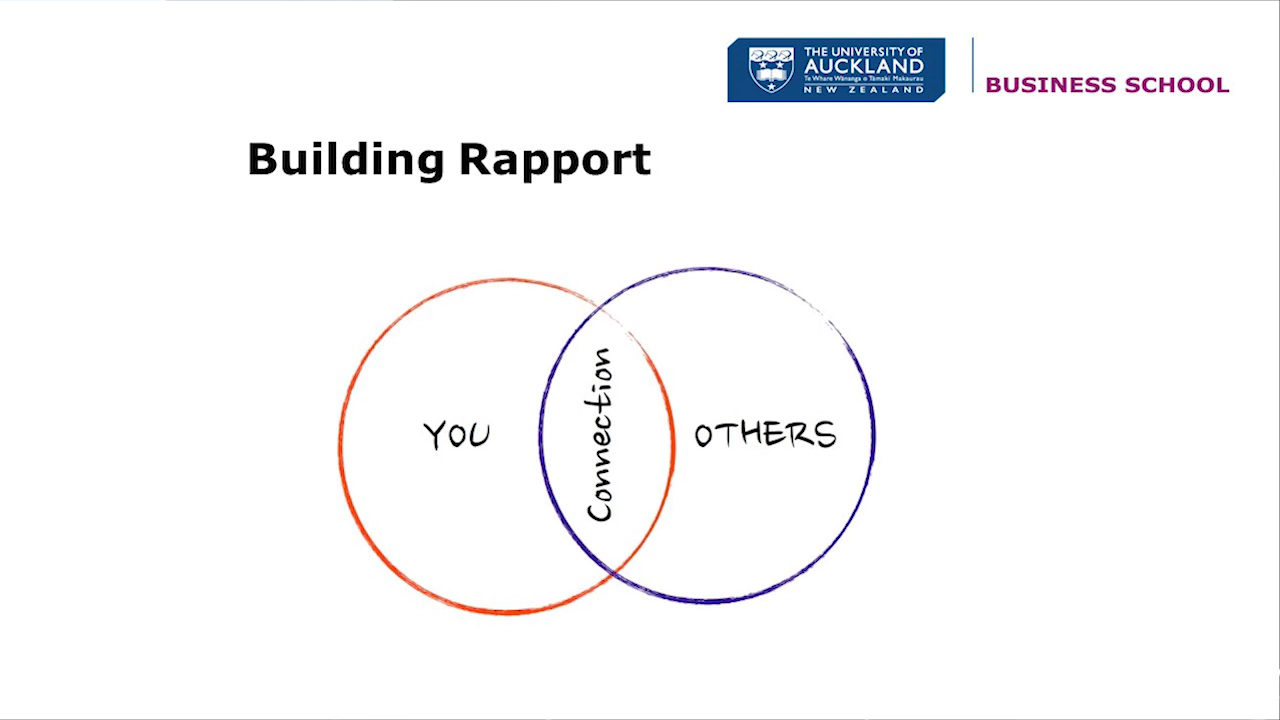 THE UNIVERSITY OF
AUCKLAND
Te Whare Wānanga o Tāmaki Makaurau
NEW ZEALAND
BUSINESS SCHOOL
Building Rapport
YOU
Connection
OTHERS